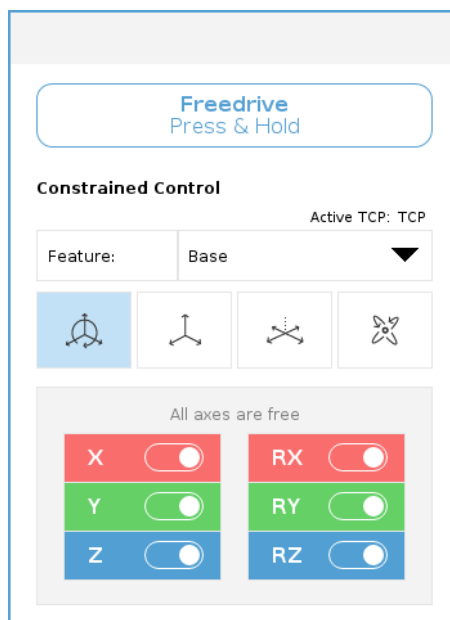 Freedrive
Press & Hold
Constrained Control
Active TCP: TCP
Feature: Base
All axes are free
X RX
Y RY
Z RZ